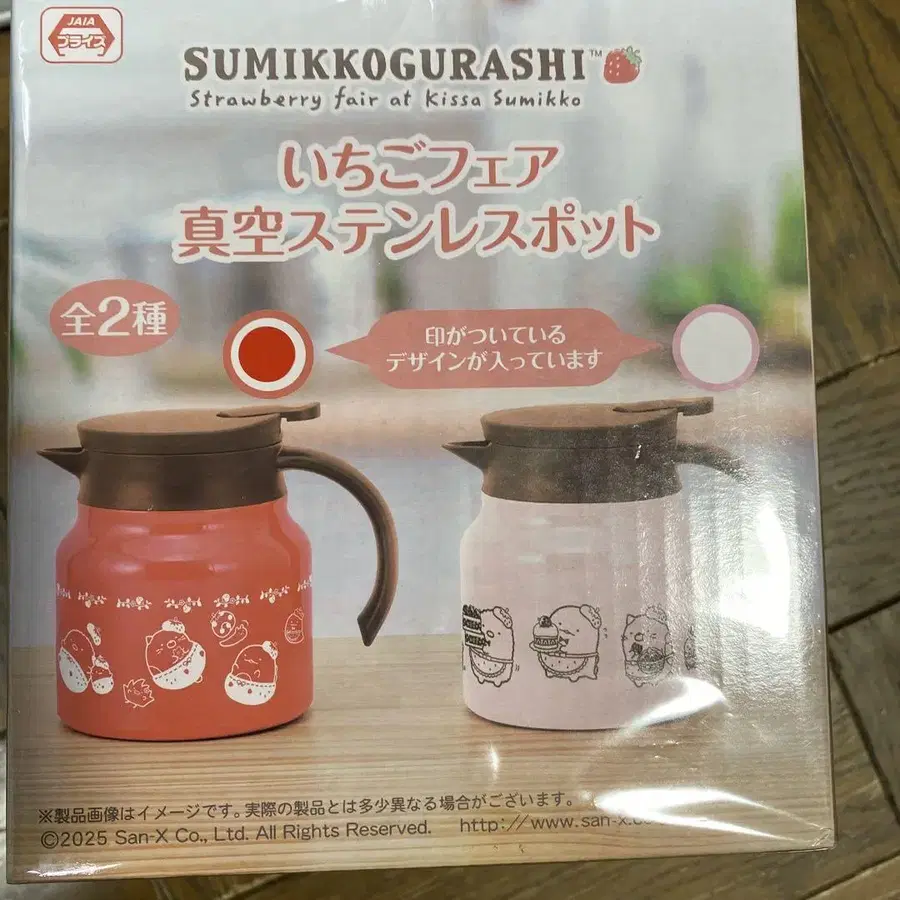 JAIA
プライズ
SUMIKKOGURASHI™
Strawberry fair at Kissa Sumikko
いちごフェア
真空ステンレスポット
全2種
印がついている
デザインが入っています
※製品画像はイメージです。実際の製品とは多少異なる場合がございます。
©2025 San-X Co., Ltd. All Rights Reserved. http://www.san-x.co